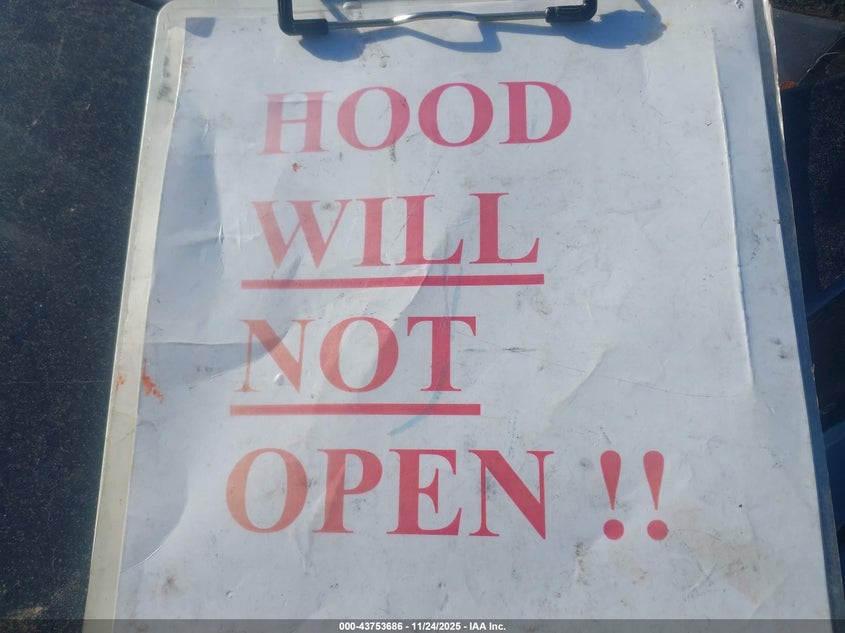 HOOD
WILL
NOT
OPEN !!
000-43753686 - 11/24/2025 - IAA Inc.